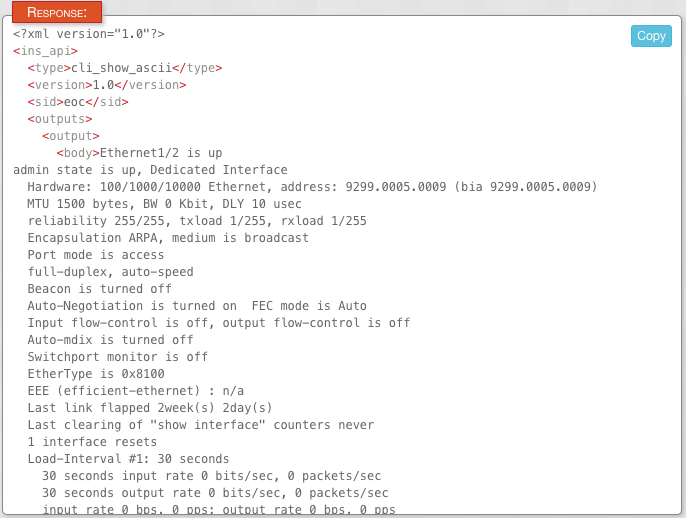 RESPONSE:
Copy
<?xml version="1.0"?>
<ins_api>
  <type>cli_show_ascii</type>
  <version>1.0</version>
  <sid>eoc</sid>
  <outputs>
    <output>
      <body>Ethernet1/2 is up
admin state is up, Dedicated Interface
  Hardware: 100/1000/10000 Ethernet, address: 9299.0005.0009 (bia 9299.0005.0009)
  MTU 1500 bytes, BW 0 Kbit, DLY 10 usec
  reliability 255/255, txload 1/255, rxload 1/255
  Encapsulation ARPA, medium is broadcast
  Port mode is access
  full-duplex, auto-speed
  Beacon is turned off
  Auto-Negotiation is turned on  FEC mode is Auto
  Input flow-control is off, output flow-control is off
  Auto-mdix is turned off
  Switchport monitor is off
  EtherType is 0x8100
  EEE (efficient-ethernet) : n/a
  Last link flapped 2week(s) 2day(s)
  Last clearing of "show interface" counters never
  1 interface resets
  Load-Interval #1: 30 seconds
    30 seconds input rate 0 bits/sec, 0 packets/sec
    30 seconds output rate 0 bits/sec, 0 packets/sec
    input rate 0 bps, 0 pps; output rate 0 bps, 0 pps